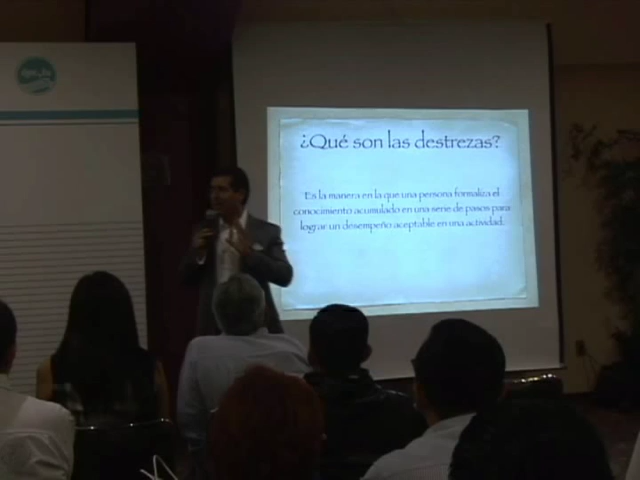 ¿Qué son las destrezas?
Es la manera en la que una persona formaliza el
conocimiento acumulado en una serie de pasos para
lograr un desempeño aceptable en una actividad.